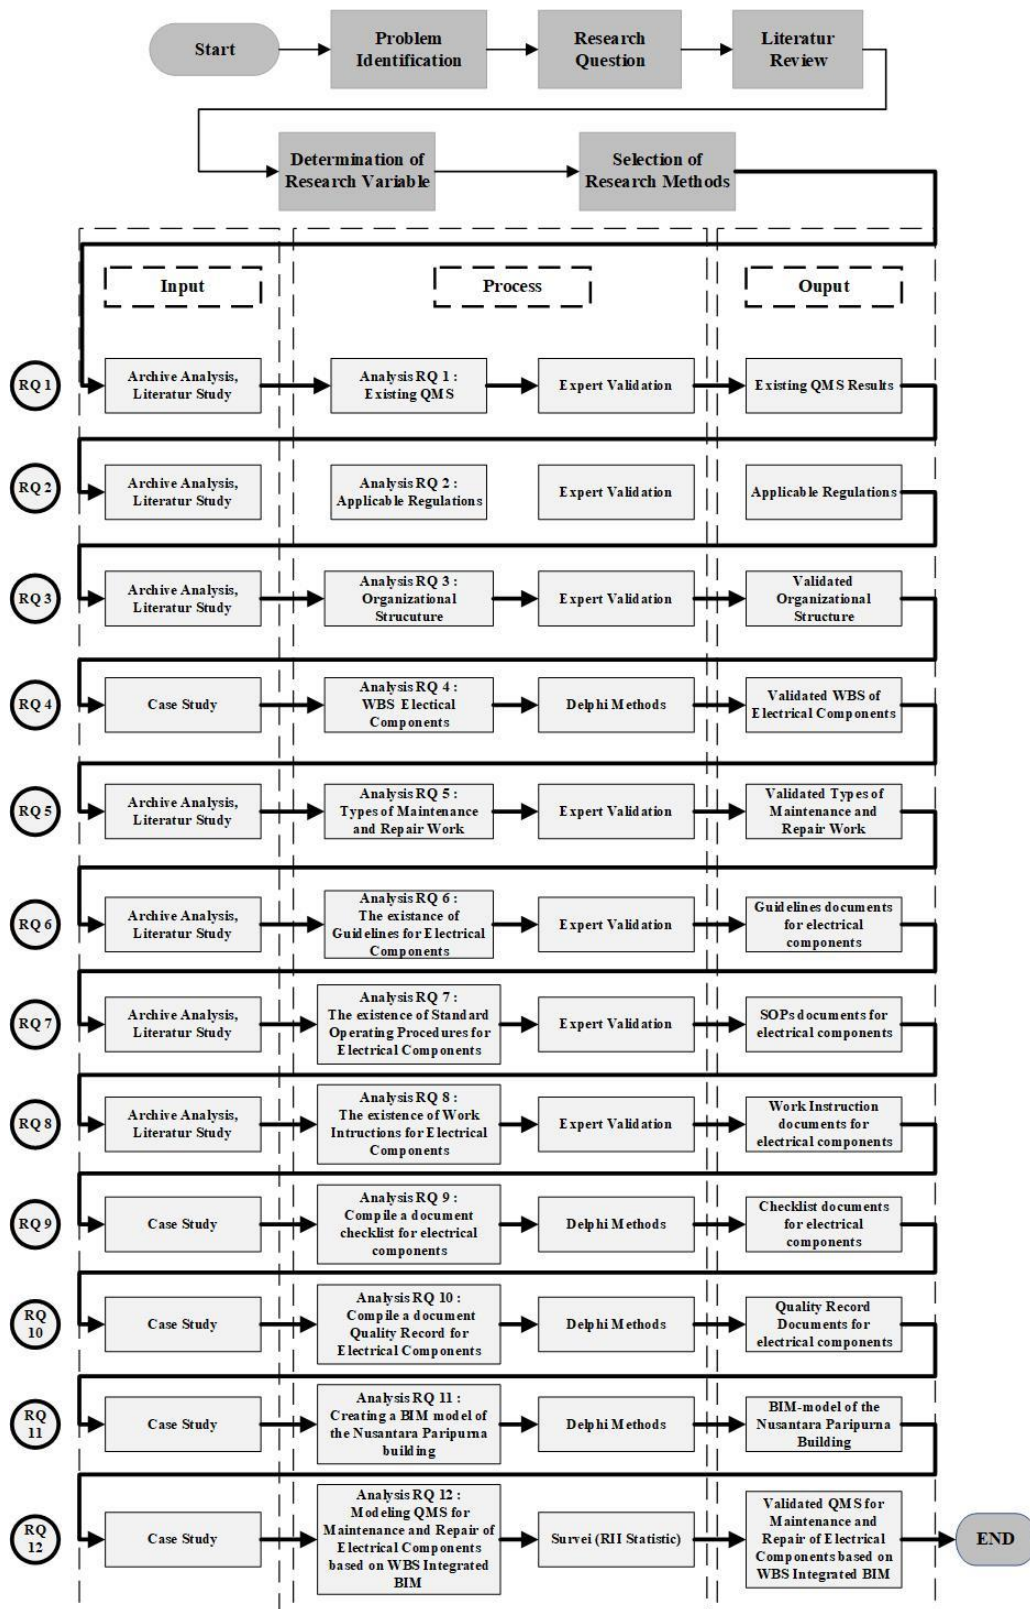 Start
Problem
Identification
Research
Question
Literatur
Review
Determination of
Research Variable
Selection of
Research Methods
Input
Process
Ouput
RQ 1
Archive Analysis,
Literatur Study
Analysis RQ 1 :
Existing QMS
Expert Validation
Existing QMS Results
RQ 2
Archive Analysis,
Literatur Study
Analysis RQ 2 :
Applicable Regulations
Expert Validation
Applicable Regulations
RQ 3
Archive Analysis,
Literatur Study
Analysis RQ 3 :
Organizational
Strucuture
Expert Validation
Validated
Organizational
Structure
RQ 4
Case Study
Analysis RQ 4 :
WBS Electical
Components
Delphi Methods
Validated WBS of
Electrical Components
RQ 5
Archive Analysis,
Literatur Study
Analysis RQ 5 :
Types of Maintenance
and Repair Work
Expert Validation
Validated Types of
Maintenance and
Repair Work
RQ 6
Archive Analysis,
Literatur Study
Analysis RQ 6 :
The existance of
Guidelines for Electrical
Components
Expert Validation
Guidelines documents
for electrical
components
RQ 7
Archive Analysis,
Literatur Study
Analysis RQ 7 :
The existence of Standard
Operating Procedures for
Electrical Components
Expert Validation
SOPs documents for
electrical components
RQ 8
Archive Analysis,
Literatur Study
Analysis RQ 8 :
The existence of Work
Intructions for Electrical
Components
Expert Validation
Work Instruction
documents for
electrical components
RQ 9
Case Study
Analysis RQ 9 :
Compile a document
checklist for electrical
components
Delphi Methods
Checklist documents
for electrical
components
RQ
10
Case Study
Analysis RQ 10 :
Compile a document
Quality Record for
Electrical Components
Delphi Methods
Quality Record
Documents for
electrical components
RQ
11
Case Study
Analysis RQ 11 :
Creating a BIM model of
the Nusantara Paripurna
building
Delphi Methods
BIM-model of the
Nusantara Paripurna
Building
RQ
12
Case Study
Analysis RQ 12 :
Modeling QMS for
Maintenance and Repair of
Electrical Components
based on WBS Integrated
BIM
Survei (RII Statistic)
Validated QMS for
Maintenance and
Repair of Electrical
Components based on
WBS Integrated BIM
END